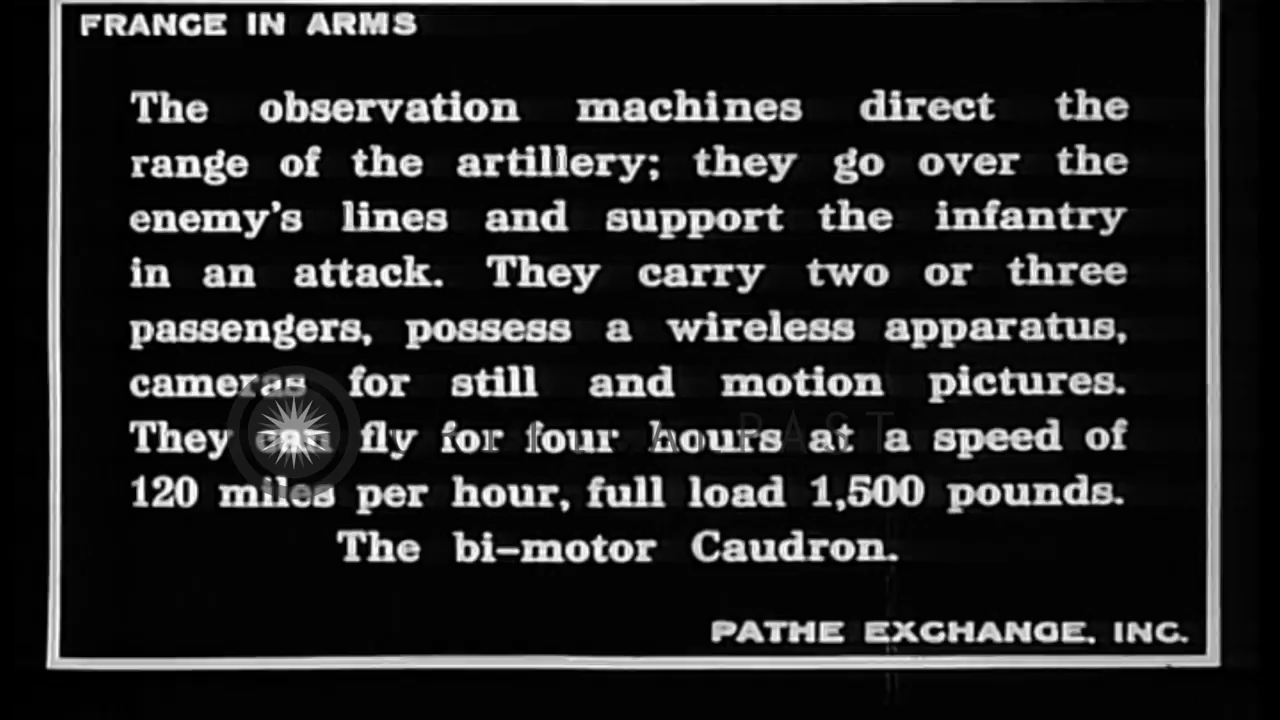 FRANCE IN ARMS
The observation machines direct the
range of the artillery; they go over the
enemy's lines and support the infantry
in an attack. They carry two or three
passengers, possess a wireless apparatus,
cameras for still and motion pictures.
They can fly for four hours at a speed of
120 miles per hour, full load 1,500 pounds.
The bi-motor Caudron.
PATHE EXCHANGE, INC.